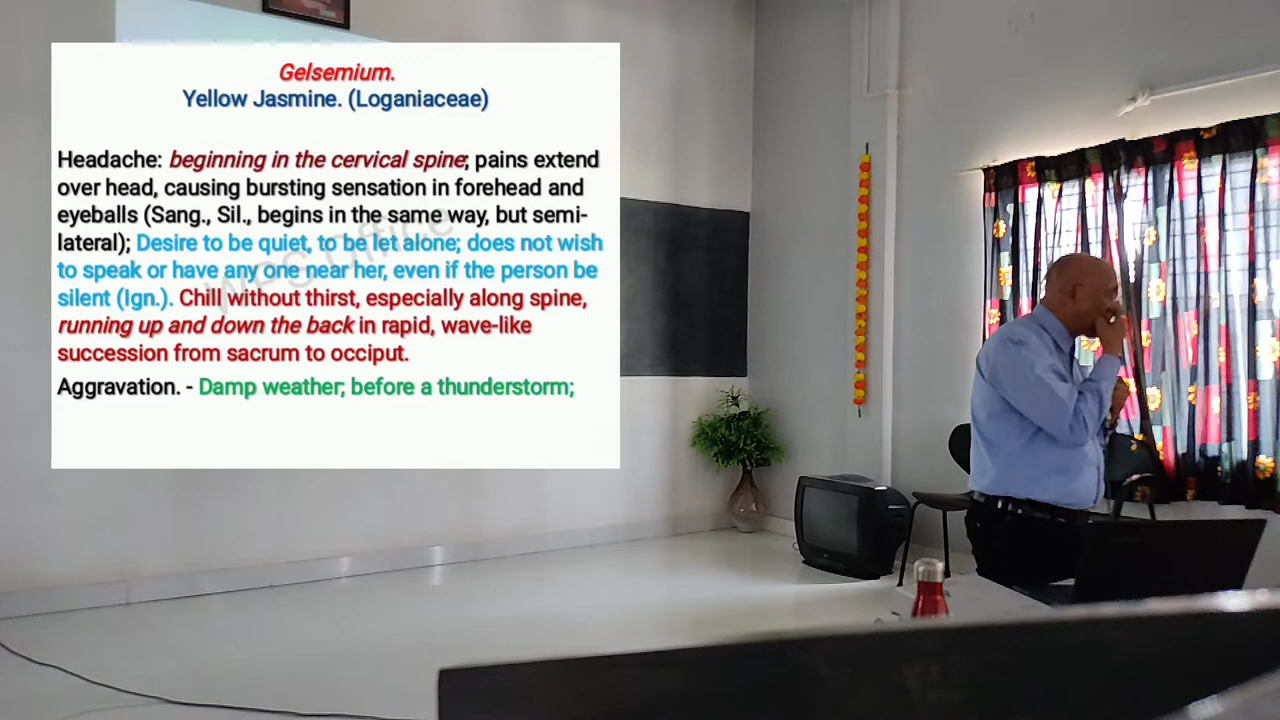 Gelsemium.
Yellow Jasmine. (Loganiaceae)
Headache: beginning in the cervical spine; pains extend
over head, causing bursting sensation in forehead and
eyeballs (Sang., Sil., begins in the same way, but semi-
lateral); Desire to be quiet, to be let alone; does not wish
to speak or have any one near her, even if the person be
silent (Ign.). Chill without thirst, especially along spine,
running up and down the back in rapid, wave-like
succession from sacrum to occiput.
Aggravation. - Damp weather; before a thunderstorm;
WPS Office